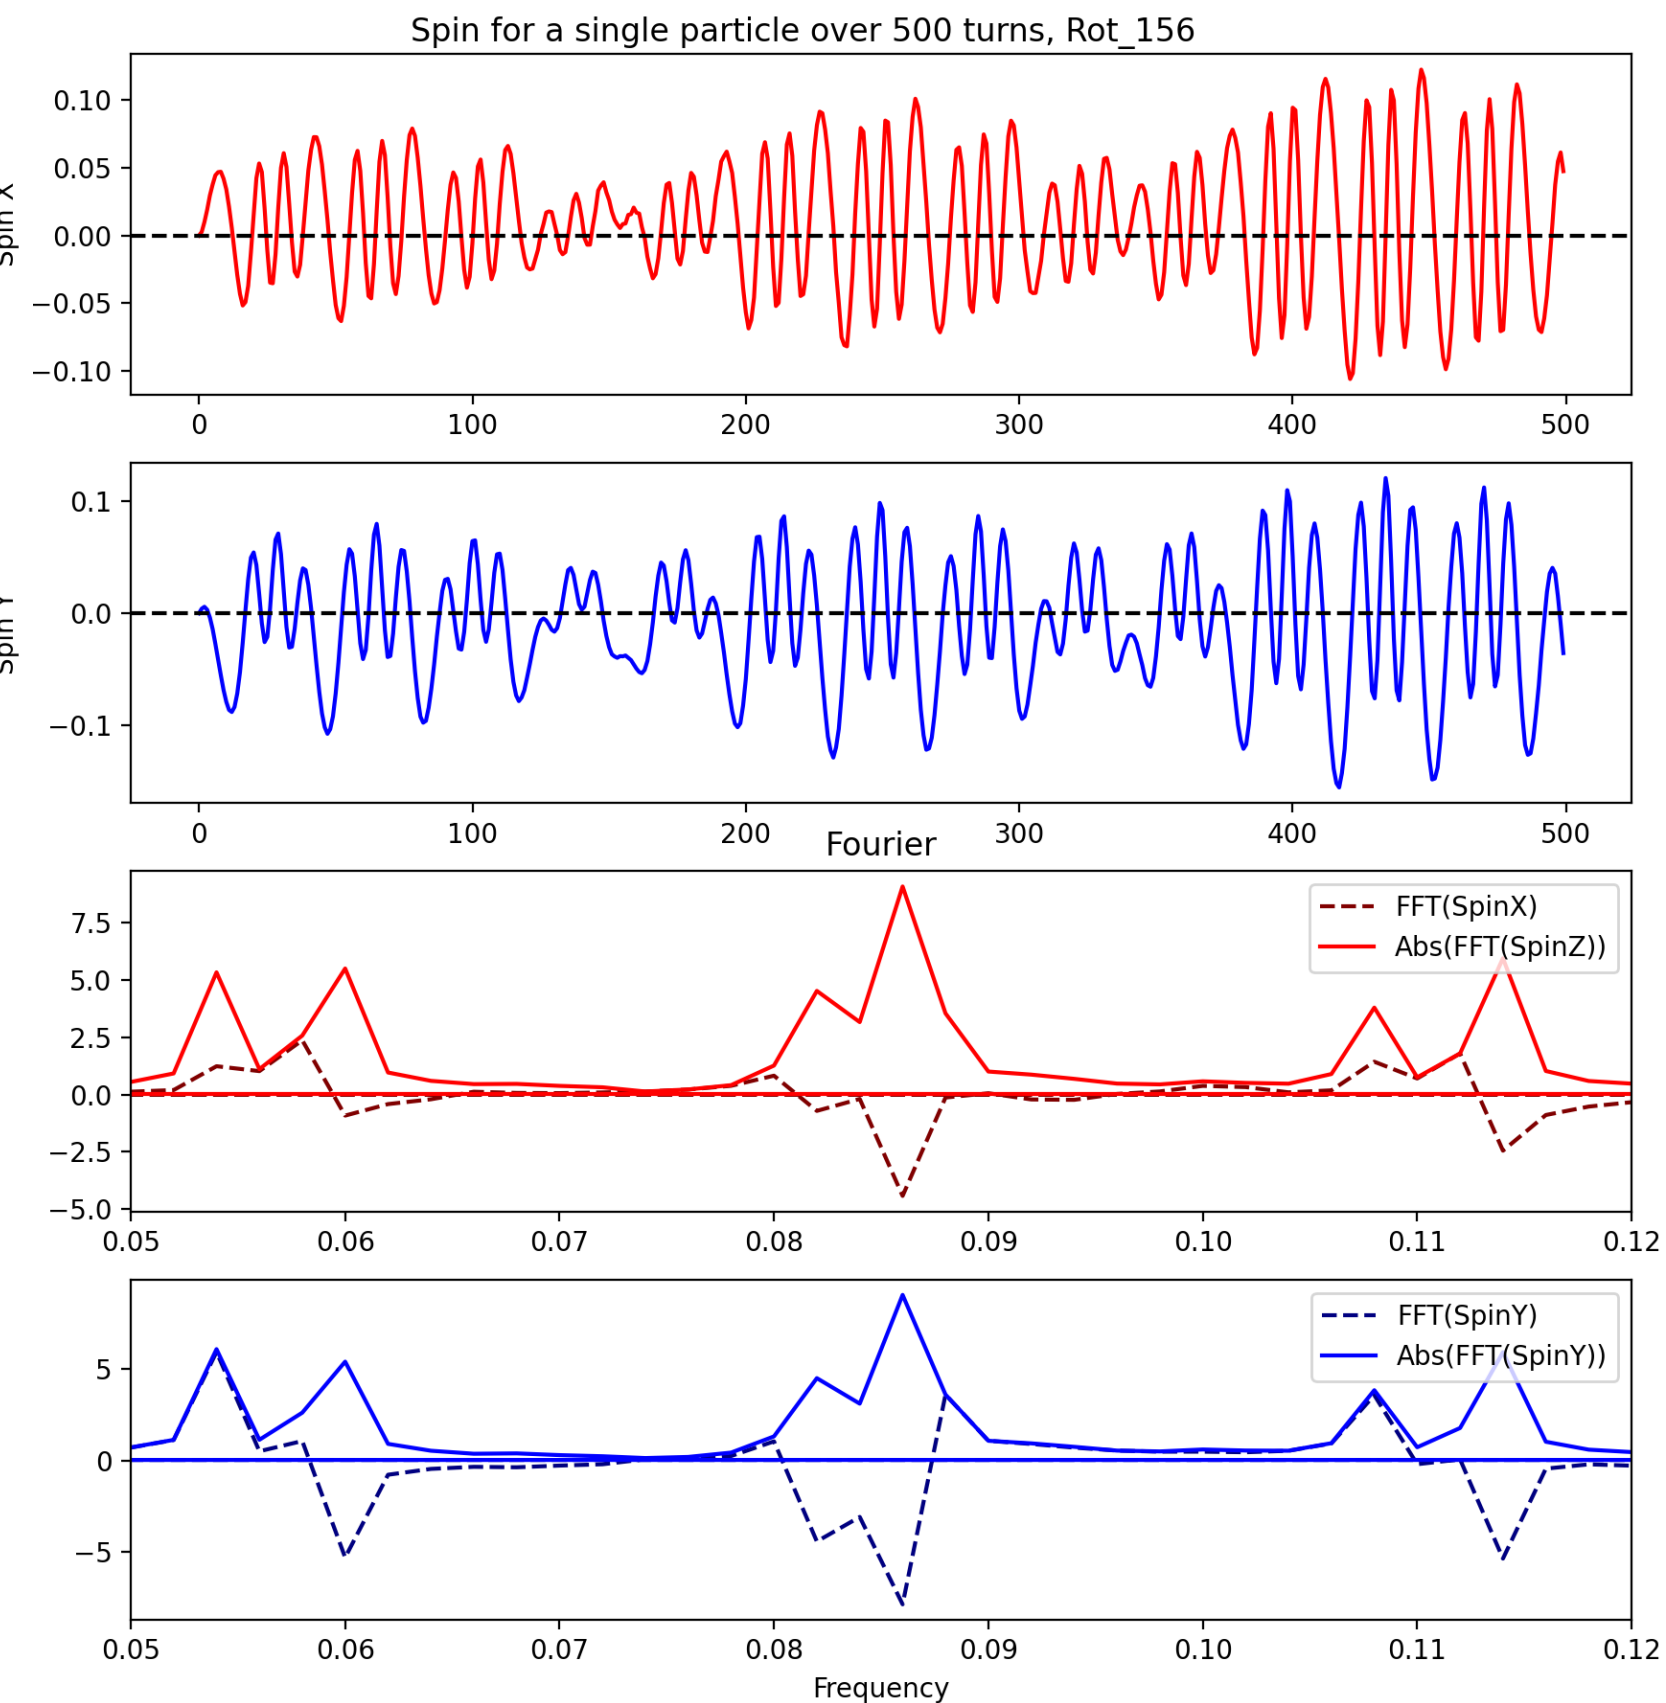 Spin for a single particle over 500 turns, Rot_156
0.10
0.05
0.00
−0.05
−0.10
Spin X
0 100 200 300 400 500
0.1
0.0
−0.1
Spin Y
0 100 200 300 400 500
Fourier
7.5
5.0
2.5
0.0
−2.5
−5.0
FFT(SpinX)
Abs(FFT(SpinZ))
0.05 0.06 0.07 0.08 0.09 0.10 0.11 0.12
5
0
−5
FFT(SpinY)
Abs(FFT(SpinY))
0.05 0.06 0.07 0.08 0.09 0.10 0.11 0.12
Frequency